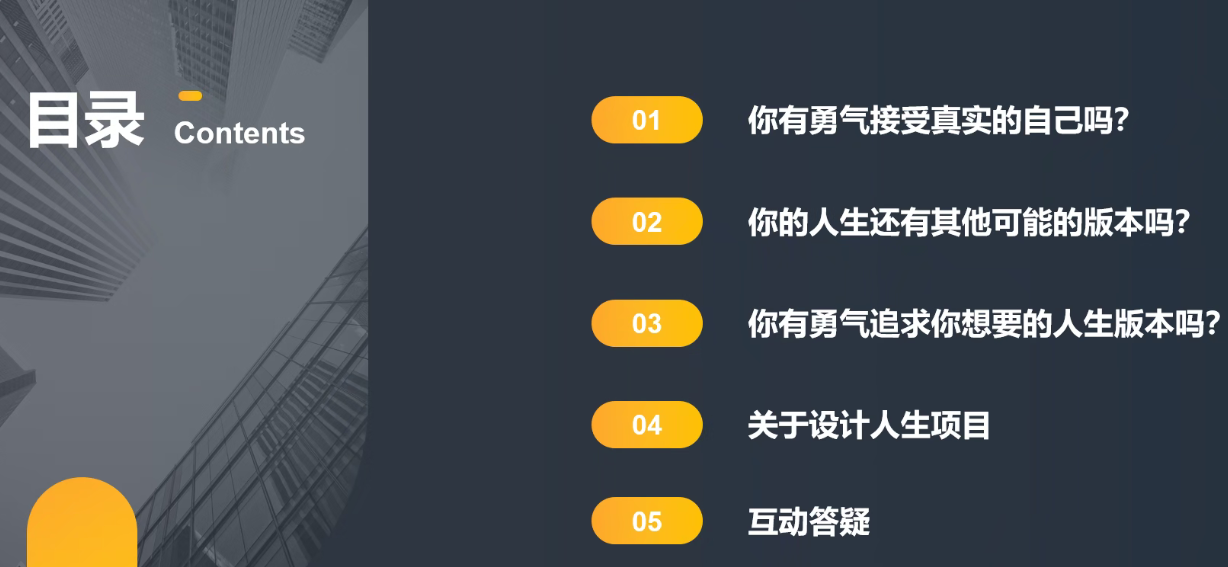 目录
Contents
01
你有勇气接受真实的自己吗?
02
你的人生还有其他可能的版本吗?
03
你有勇气追求你想要的人生版本吗?
04
关于设计人生项目
05
互动答疑